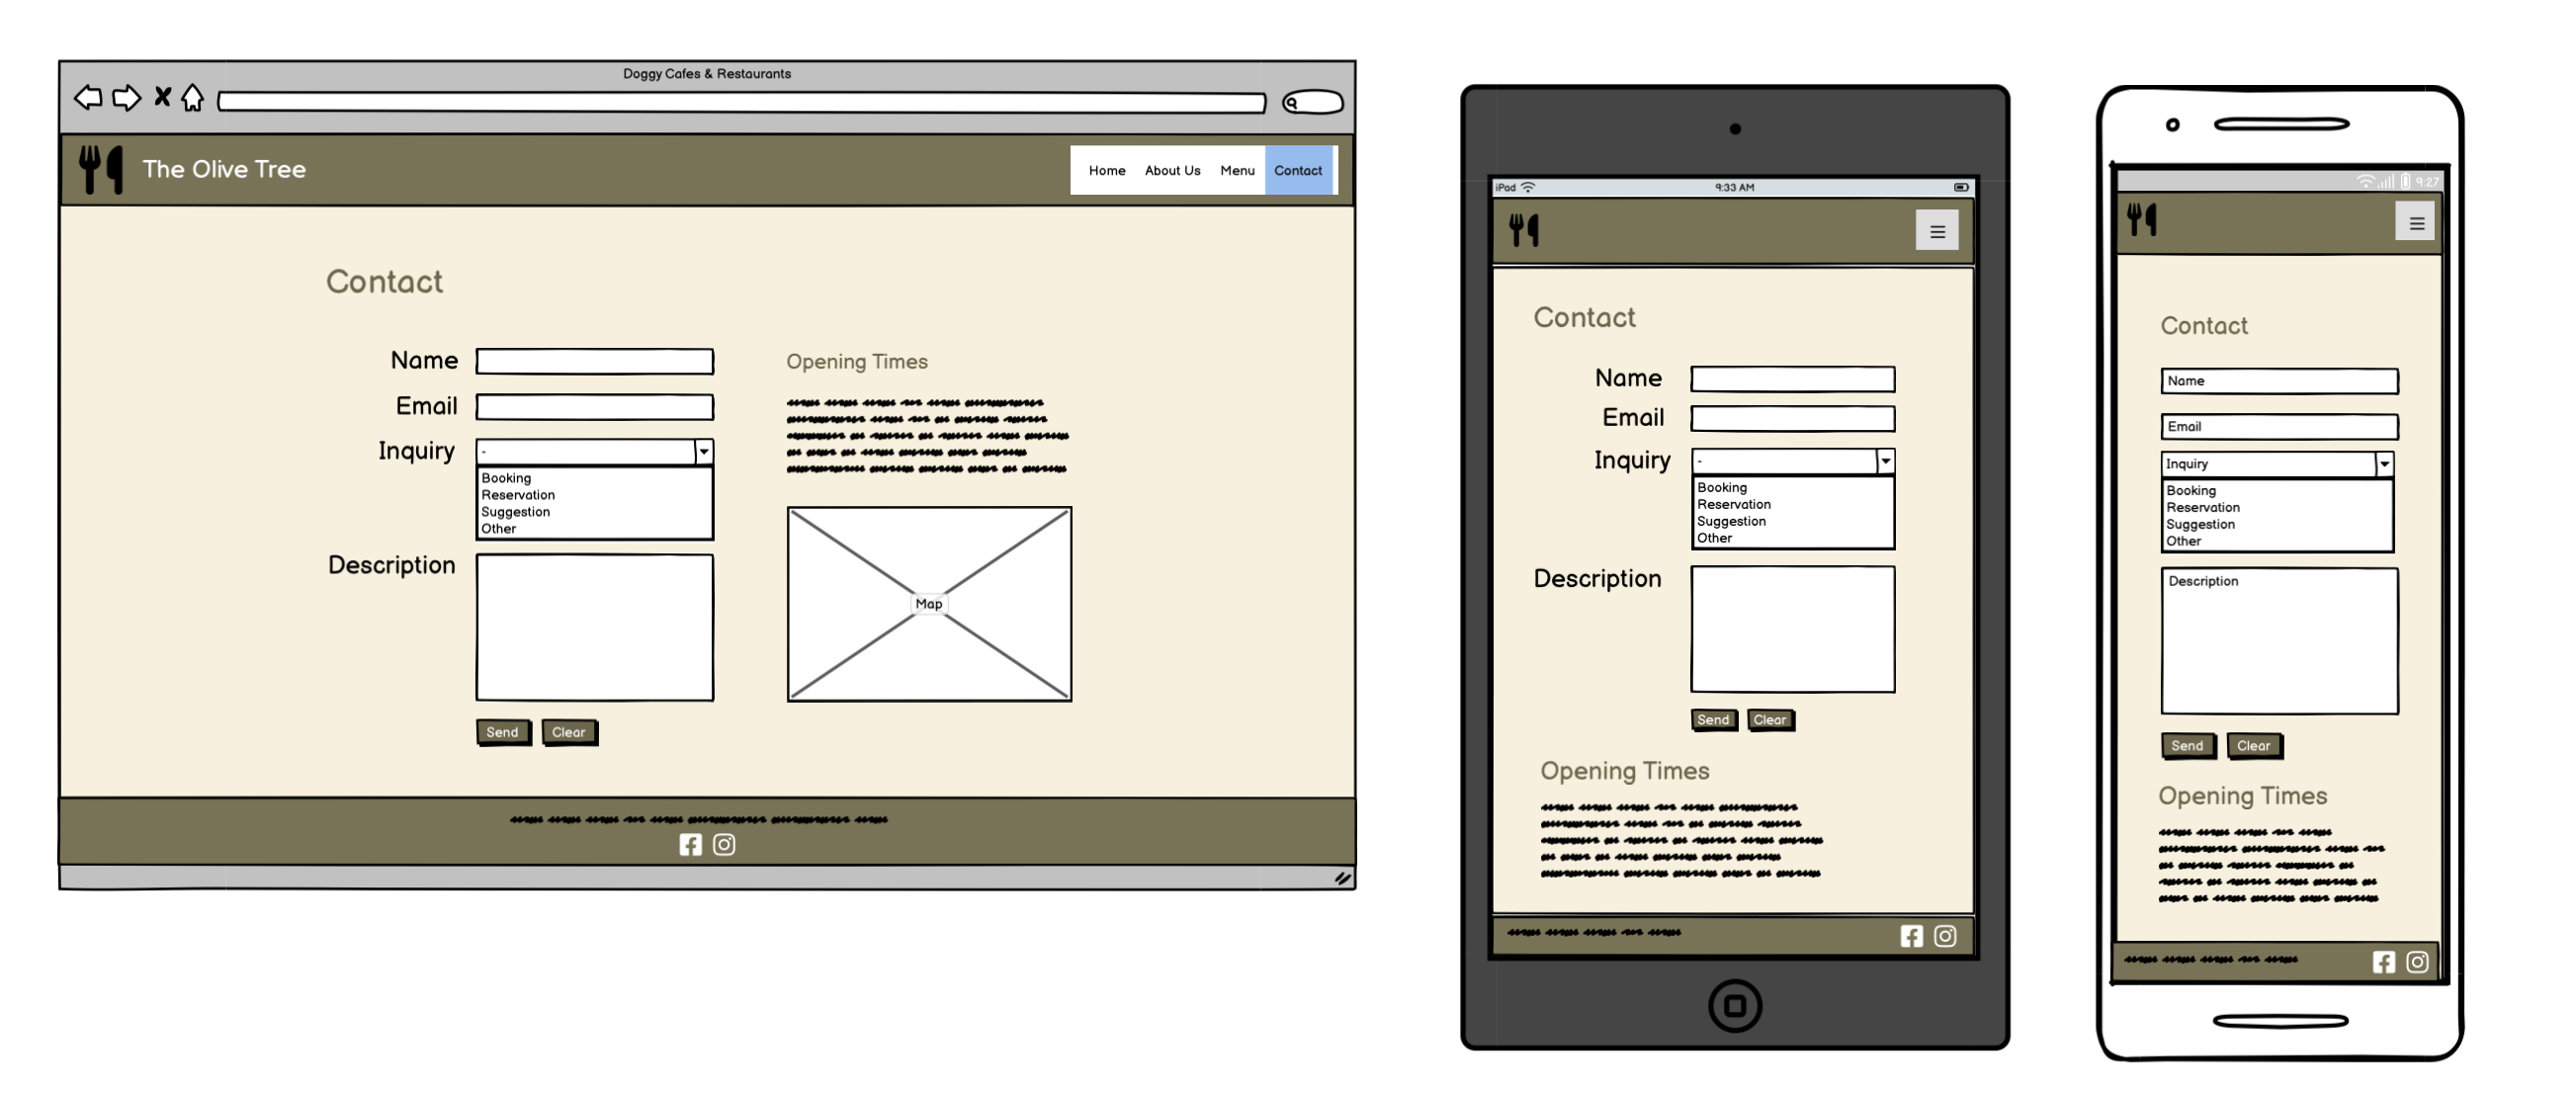 Doggy Cafes & Restaurants
The Olive Tree
Home About Us Menu Contact
Contact
Name
Email
Inquiry -
Booking
Reservation
Suggestion
Other
Description
Send Clear
Opening Times
Map
iPad 9:33 AM
Contact
Name
Email
Inquiry -
Booking
Reservation
Suggestion
Other
Description
Send Clear
Opening Times
9:27
Contact
Name
Email
Inquiry
Booking
Reservation
Suggestion
Other
Description
Send Clear
Opening Times